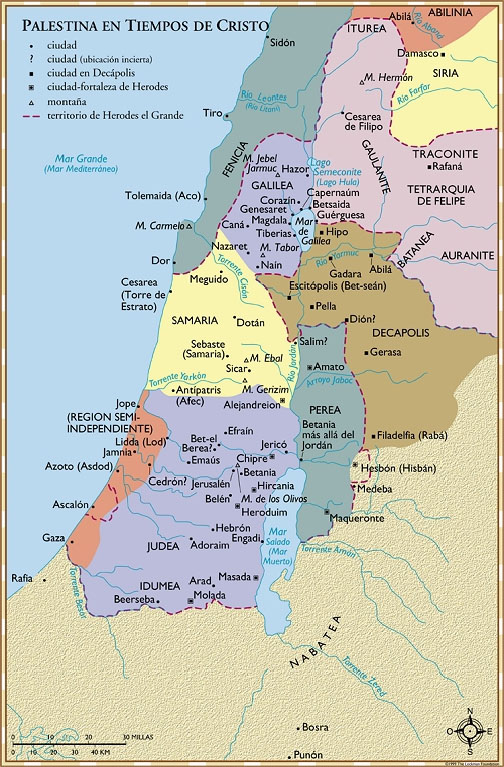 PALESTINA EN TIEMPOS DE CRISTO
• ciudad
? ciudad (ubicación incierta)
■ ciudad en Decápolis
ciudad-fortaleza de Herodes
△ montaña
territorio de Herodes el Grande
Mar Grande
(Mar Mediterráneo)
Sidón
ITUREA
Abilá
ABILINIA
Río Abana
Damasco
SIRIA
Río Farfar
M. Hermón
Río Leontes
(Río Litani)
Tiro
Cesarea
de Filipo
FENICIA
GAULANITE
TRACONITE
Rafaná
TETRARQUIA
DE FILIPE
M. Jebel
Jarmuc
Hazor
Lago
Semeconite
(Lago Hula)
GALILEA
Capernaúm
Corazín
Betsaida
Genesaret
Guérguesa
Magdala
Mar
de
Galilea
Tolemaida (Aco)
M. Carmelo
Caná
Tiberias
Hipo
Nazaret
M. Tabor
Naín
BATANEA
AURANITE
Río Yarmuc
Abilá
Gadara
Dor
Torrente Cisón
Meguido
Escitópolis (Bet-seán)
Cesarea
(Torre de
Estrato)
Pella
SAMARIA
Dotán
Dión?
DECAPOLIS
Salim?
Sebaste
(Samaria)
M. Ebal
Río Jordán
Gerasa
Sicar
Amato
Arroyo Jaboc
Torrente Yarkón
M. Gerizim
Antípatris
(Afec)
Alejandreion
Jope
PEREA
(REGION SEMI-
INDEPENDIENTE)
Efraín
Betania
más allá del
Jordán
Lidda (Lod)
Bet-el
Berea?
Jericó
Filadelfia (Rabá)
Jamnia
Emaús
Chipre
Azoto (Asdod)
Betania
Hesbón (Hisbán)
Cedrón?
Jerusalén
Hircania
Medeba
Belén
M. de los Olivos
Ascalón
Heroduim
Maqueronte
Hebrón
Mar
Salado
(Mar
Muerto)
Gaza
JUDEA
Adoraim
Engadi
Torrente Arnón
Rafia
Torrente Besor
IDUMEA
Arad
Masada
Beerseba
Molada
NABATEA
Torrente Zered
Bosra
Punón
0 10 20 30 MILLAS
0 10 20 30 40 KM
N
O E
S
©1999 The Lockman Foundation